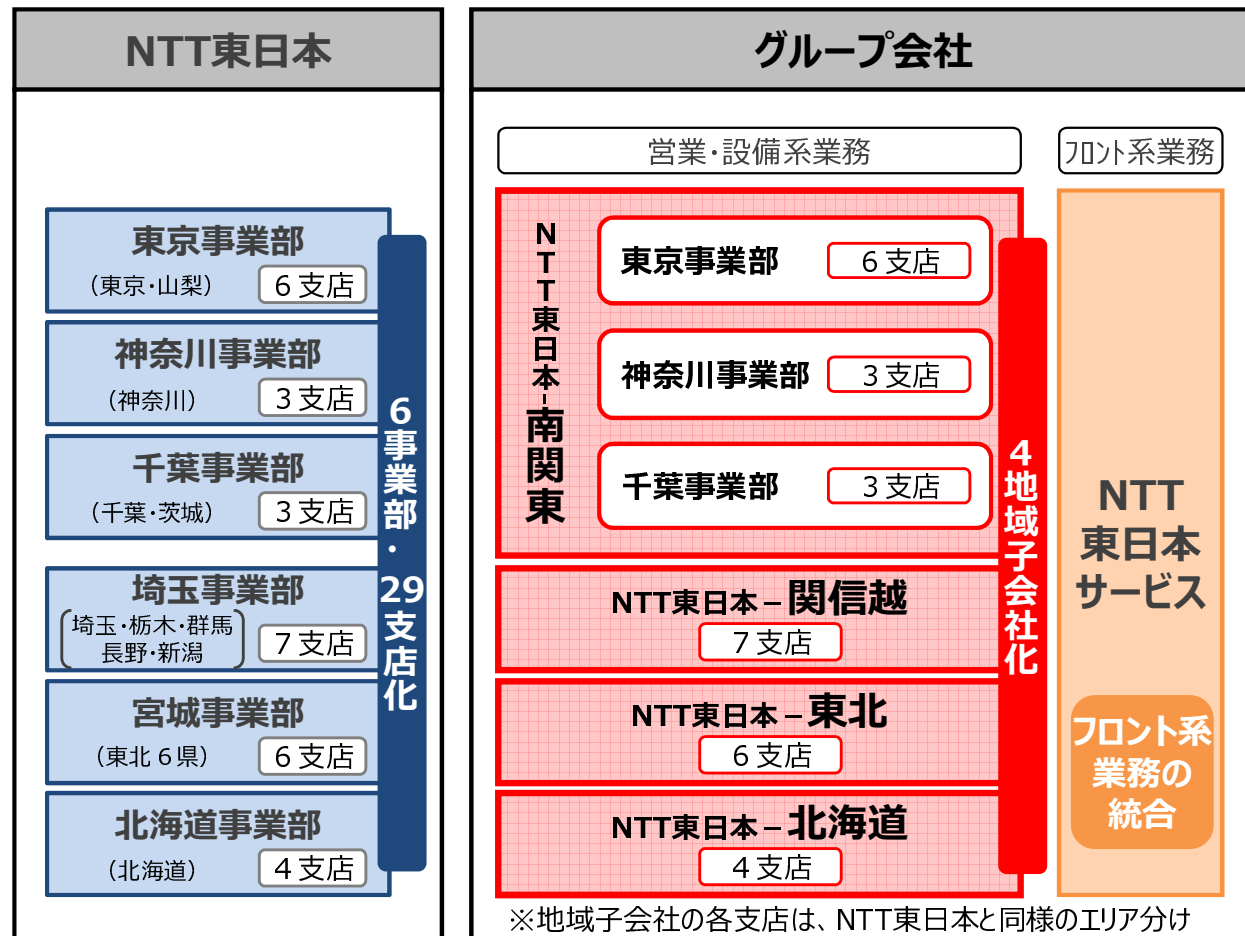 NTT東日本
東京事業部
（東京・山梨）
6支店
神奈川事業部
（神奈川）
3支店
千葉事業部
（千葉・茨城）
3支店
埼玉事業部
埼玉・栃木・群馬
長野・新潟
7支店
宮城事業部
（東北６県）
6支店
北海道事業部
（北海道）
4支店
6事業部・29支店化
グループ会社
営業・設備系業務
NTT東日本-南関東
東京事業部
6支店
神奈川事業部
3支店
千葉事業部
3支店
NTT東日本－関信越
7支店
NTT東日本－東北
6支店
NTT東日本－北海道
4支店
4地域子会社化
ﾌﾛﾝﾄ系業務
NTT
東日本
サービス
フロント系
業務の
統合
※地域子会社の各支店は、NTT東日本と同様のエリア分け